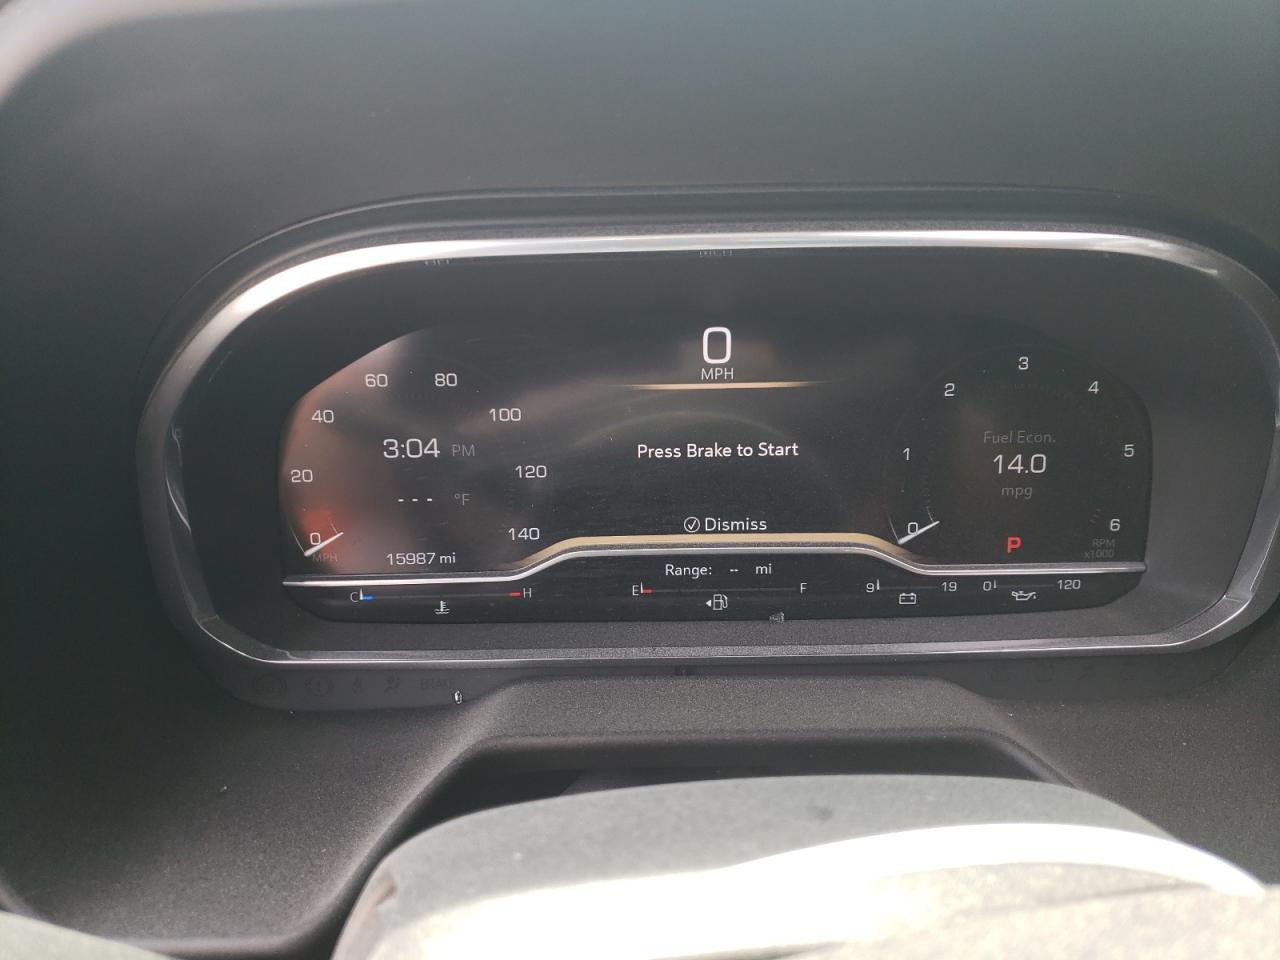 0
MPH
60 80
40 100
20 120
0 140
MPH
3:04 PM
--- °F
15987 mi
Press Brake to Start
Dismiss
3
2 4
1 5
0 6
Fuel Econ.
14.0
mpg
P
RPM
x1000
Range: -- mi
C H
E F
9 19
0 120
BRAKE